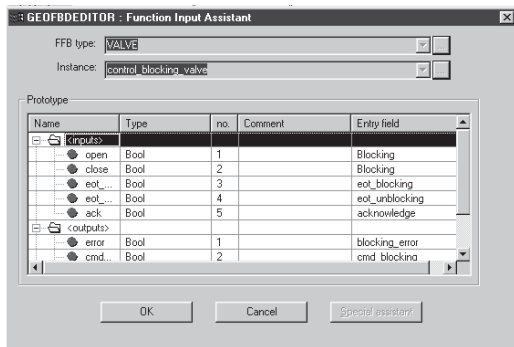 GEOFBDEDITOR : Function Input Assistant
FFB type: VALVE
Instance: control_blocking_valve
Prototype
Name Type no. Comment Entry field
<inputs>
open Bool 1 Blocking
close Bool 2 Blocking
eot_... Bool 3 eot_blocking
eot_... Bool 4 eot_unblocking
ack Bool 5 acknowledge
<outputs>
error Bool 1 blocking_error
cmd... Bool 2 cmd blocking
OK Cancel Special assistant